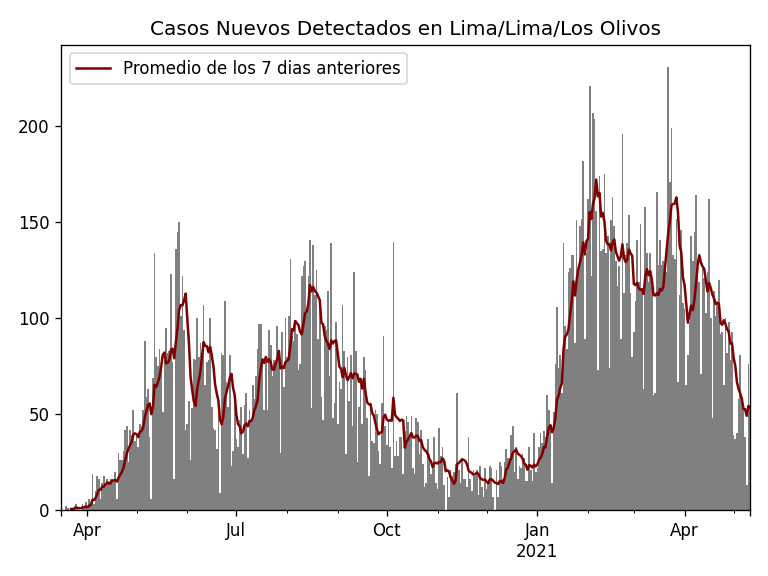 Casos Nuevos Detectados en Lima/Lima/Los Olivos
Promedio de los 7 dias anteriores
200
150
100
50
0
Apr Jul Oct Jan Apr
2021